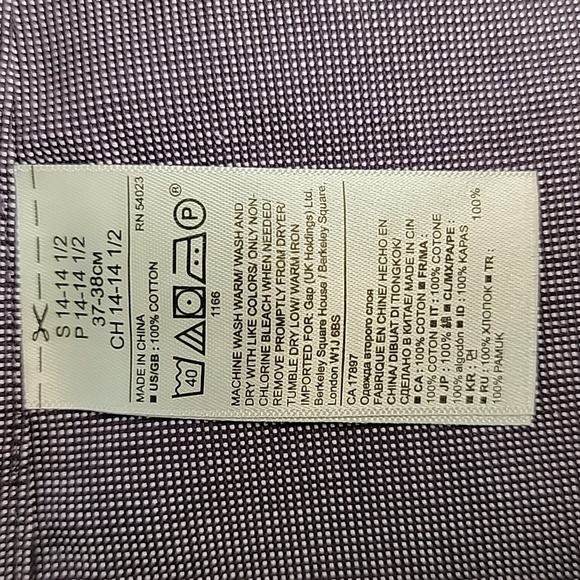 S 14-14 1/2
P 14-14 1/2
37-38CM
CH 14-14 1/2
MADE IN CHINA RN 54023
■ US/GB : 100% COTTON
40 P ®
1166
MACHINE WASH WARM/ WASH AND
DRY WITH LIKE COLORS/ ONLY NON-
CHLORINE BLEACH WHEN NEEDED/
REMOVE PROMPTLY FROM DRYER/
TUMBLE DRY LOW/ WARM IRON
IMPORTED FOR: Gap (UK Holdings) Ltd.
Berkeley Square House / Berkeley Square,
London W1J 6BS
CA 17897
Одежда второго слоя
FABRIQUE EN CHINE/ HECHO EN
CHINA/ DIBUAT DI TIONGKOK/
СДЕЛАНО В КИТАЕ/ MADE IN CIN
■ CA : 100% COTON ■ FR/MA :
100% COTON ■ IT : 100% COTONE
■ JP : 100% 綿 ■ CL/MX/PA/PE :
100% algodón ■ ID : 100% KAPAS
■ KR : 면 100%
■ RU : 100% ХЛОПОК ■ TR :
100% PAMUK